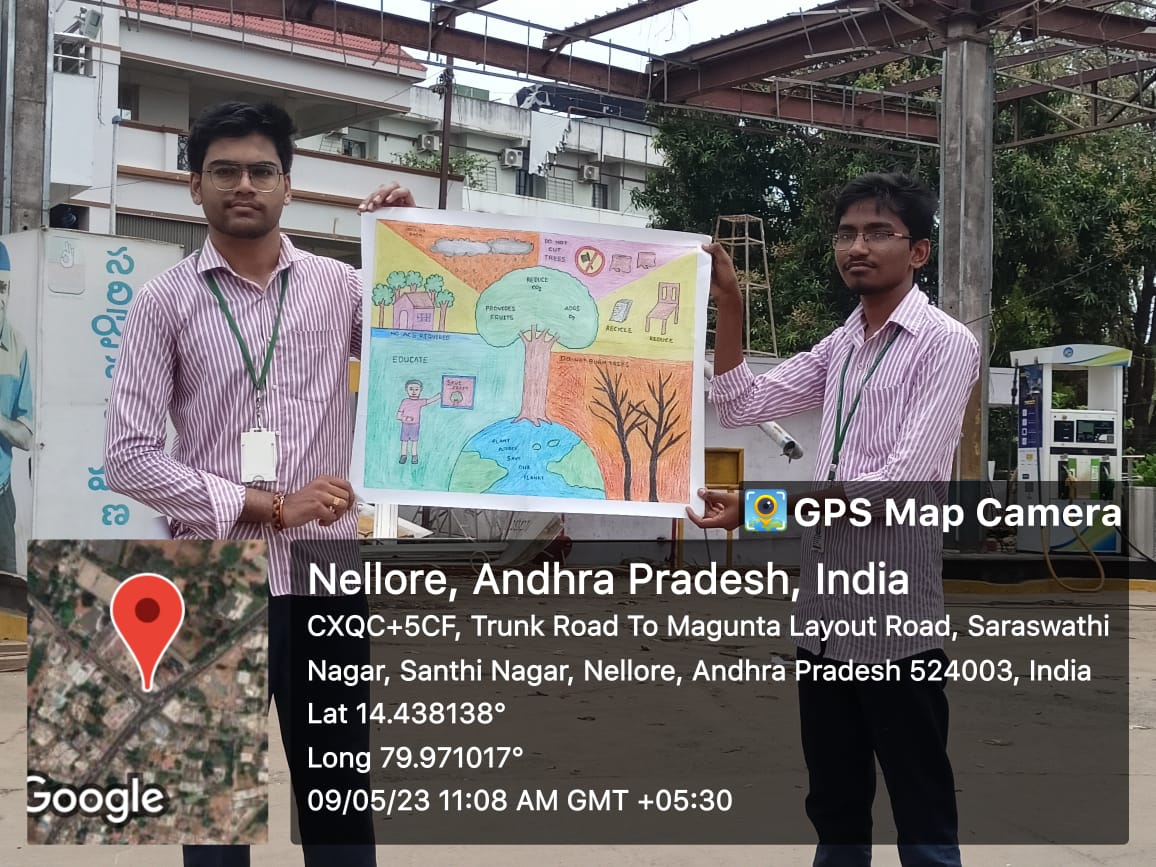 DO NOT
CUT
TREES
REDUCE
CO2
PROVIDES
FRUITS
ADDS
O2
RECYCLE
REDUCE
NO ACS REQUIRED
EDUCATE
SAVE
TREES
DO NOT BURN TREES
PLANT
SAVE
OUR
PLANET
GPS Map Camera
Nellore, Andhra Pradesh, India
CXQC+5CF, Trunk Road To Magunta Layout Road, Saraswathi
Nagar, Santhi Nagar, Nellore, Andhra Pradesh 524003, India
Lat 14.438138°
Long 79.971017°
09/05/23 11:08 AM GMT +05:30
Google